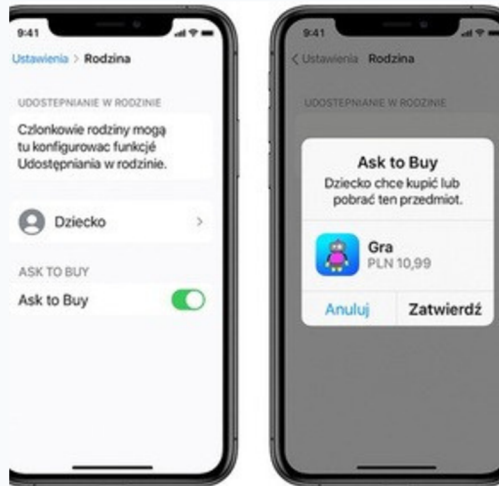 9:41
Ustawienia > Rodzina
UDOSTEPNIANIE W RODZINIE
Członkowie rodziny mogą
tu konfigurowac funkcjé
Udostępniania w rodzinie.
Dziecko >
ASK TO BUY
Ask to Buy
9:41
< Ustawienia Rodzina
UDOSTEPNIANIE W RODZINIE
Ask to Buy
Dziecko chce kupić lub
pobrać ten przedmiot.
Gra
PLN 10,99
Anuluj Zatwierdź